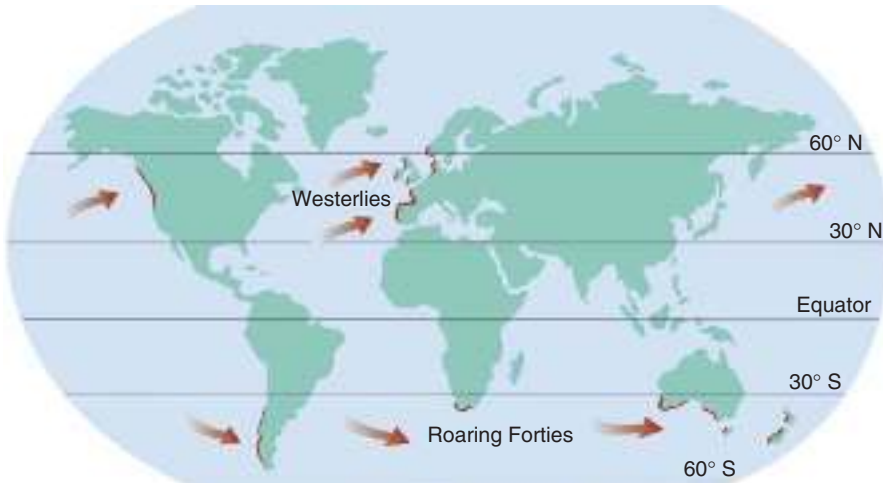 60° N
Westerlies
30° N
Equator
30° S
Roaring Forties
60° S